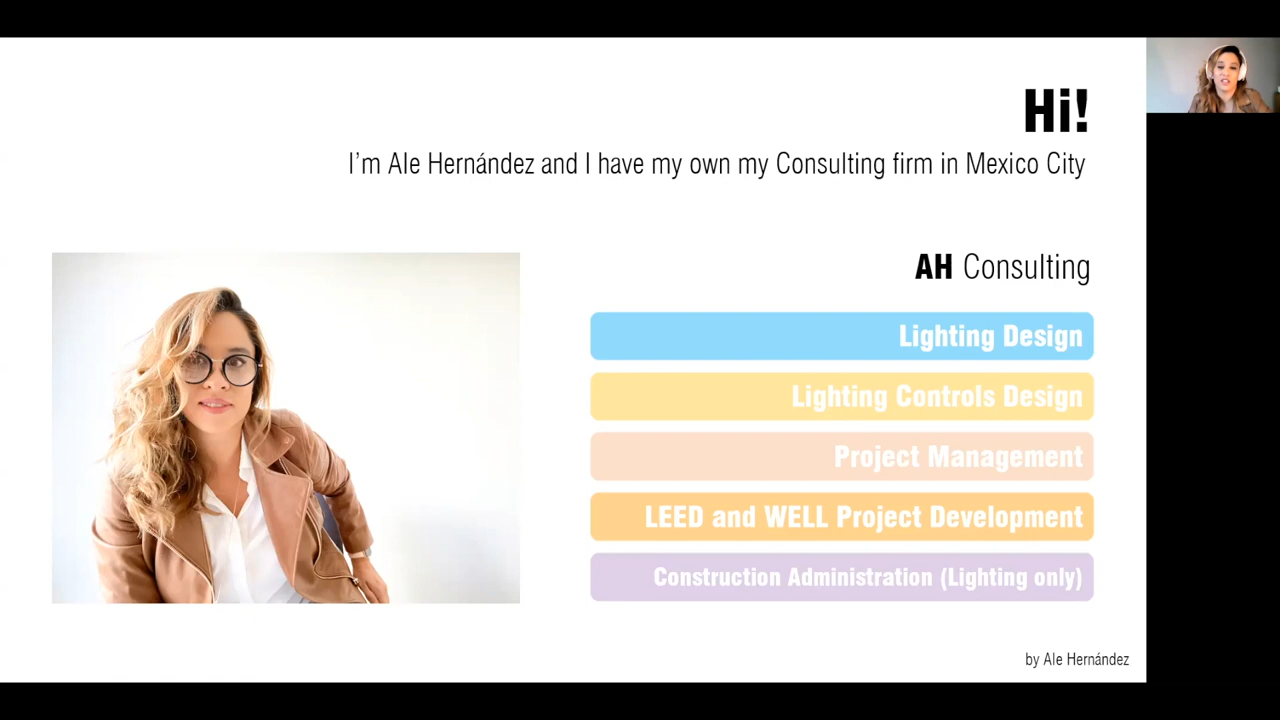 Hi!
I'm Ale Hernández and I have my own my Consulting firm in Mexico City
AH Consulting
Lighting Design
Lighting Controls Design
Project Management
LEED and WELL Project Development
Construction Administration (Lighting only)
by Ale Hernández